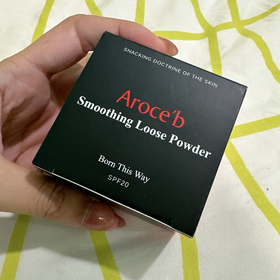 SNACKING DOCTRINE OF THE SKIN
Aroce'b
Smoothing Loose Powder
Born This Way
SPF20